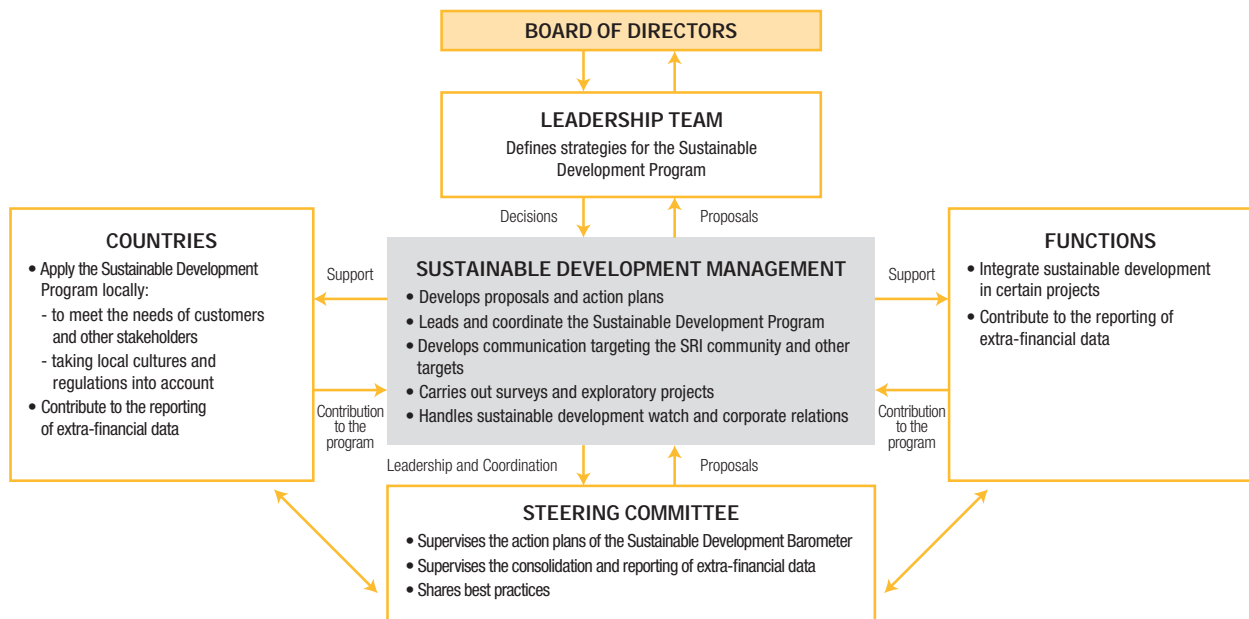 BOARD OF DIRECTORS
LEADERSHIP TEAM
Defines strategies for the Sustainable
Development Program
Decisions
Proposals
COUNTRIES
• Apply the Sustainable Development
Program locally:
- to meet the needs of customers
and other stakeholders
- taking local cultures and
regulations into account
• Contribute to the reporting
of extra-financial data
Support
Contribution
to the
program
SUSTAINABLE DEVELOPMENT MANAGEMENT
• Develops proposals and action plans
• Leads and coordinate the Sustainable Development Program
• Develops communication targeting the SRI community and other
targets
• Carries out surveys and exploratory projects
• Handles sustainable development watch and corporate relations
Support
Contribution
to the
program
FUNCTIONS
• Integrate sustainable development
in certain projects
• Contribute to the reporting of
extra-financial data
Leadership and Coordination
Proposals
STEERING COMMITTEE
• Supervises the action plans of the Sustainable Development Barometer
• Supervises the consolidation and reporting of extra-financial data
• Shares best practices